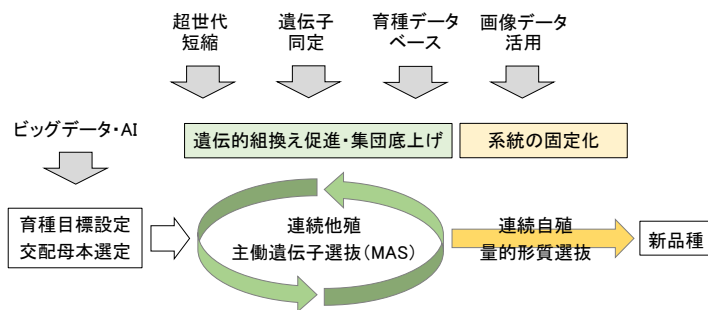 超世代
短縮
遺伝子
同定
育種データ
ベース
画像データ
活用
ビッグデータ・AI
遺伝的組換え促進・集団底上げ
系統の固定化
育種目標設定
交配母本選定
連続他殖
主働遺伝子選抜(MAS)
連続自殖
量的形質選抜
新品種